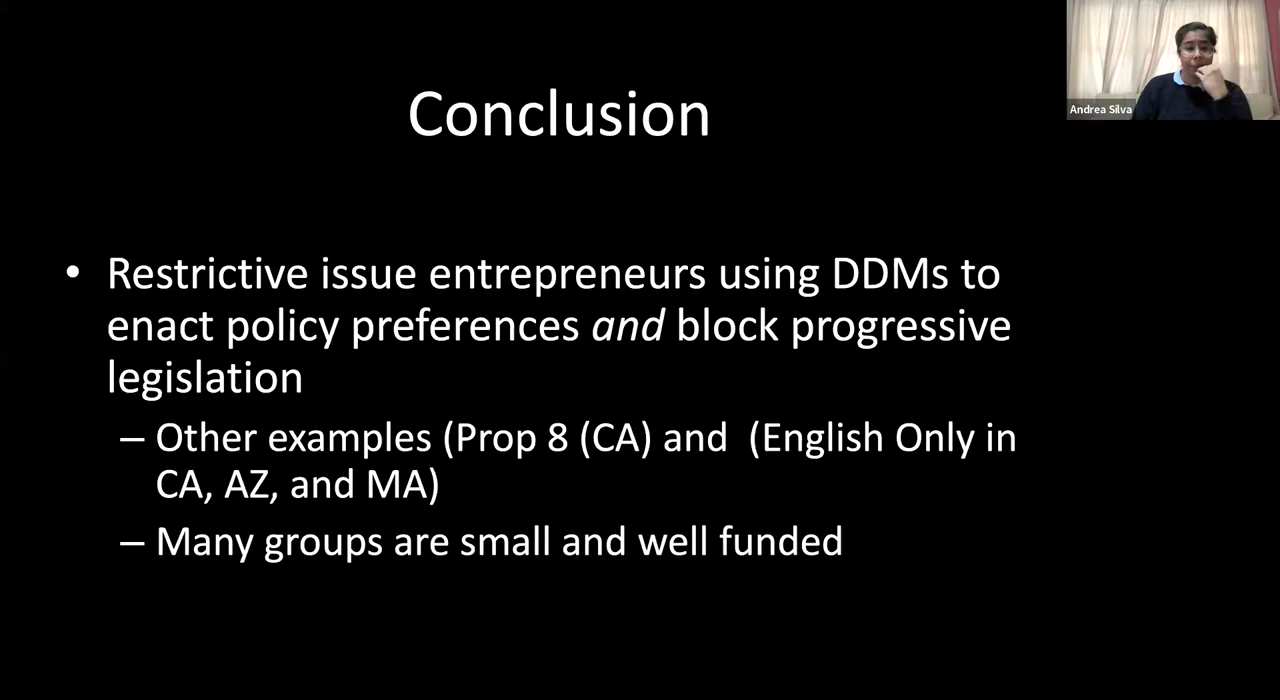 Andrea Silva
Conclusion
• Restrictive issue entrepreneurs using DDMs to
enact policy preferences and block progressive
legislation
– Other examples (Prop 8 (CA) and  (English Only in
CA, AZ, and MA)
– Many groups are small and well funded